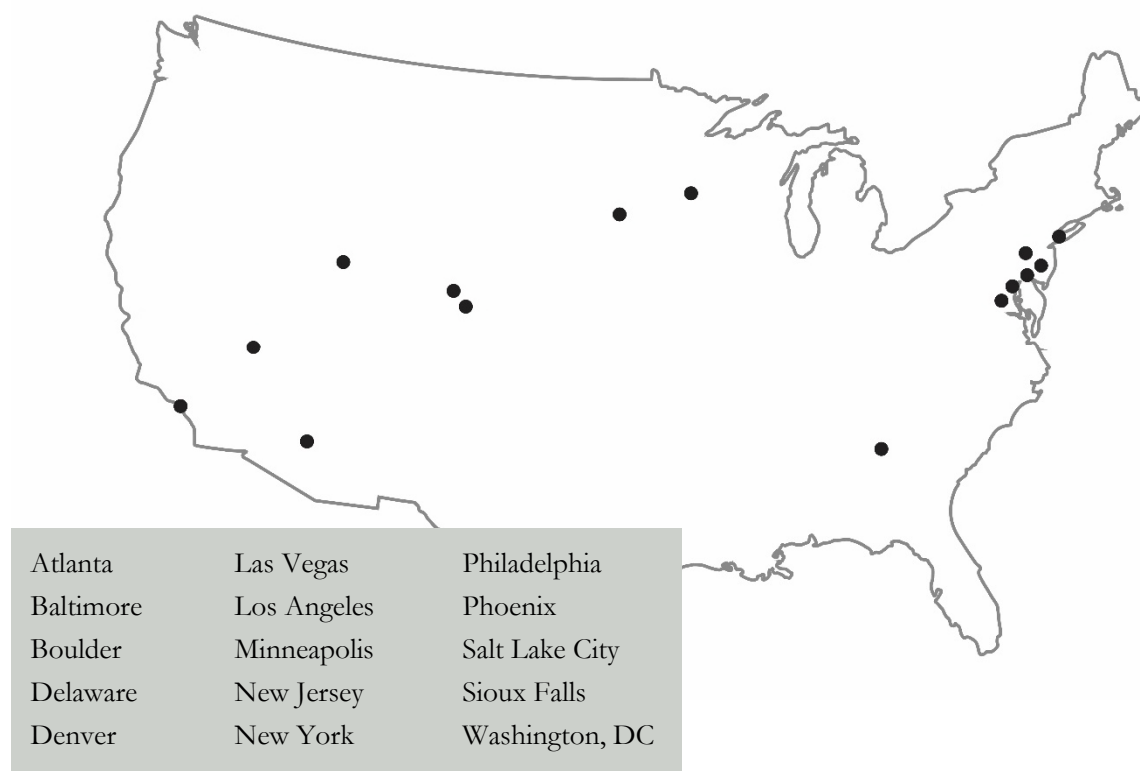 Atlanta
Baltimore
Boulder
Delaware
Denver
Las Vegas
Los Angeles
Minneapolis
New Jersey
New York
Philadelphia
Phoenix
Salt Lake City
Sioux Falls
Washington, DC